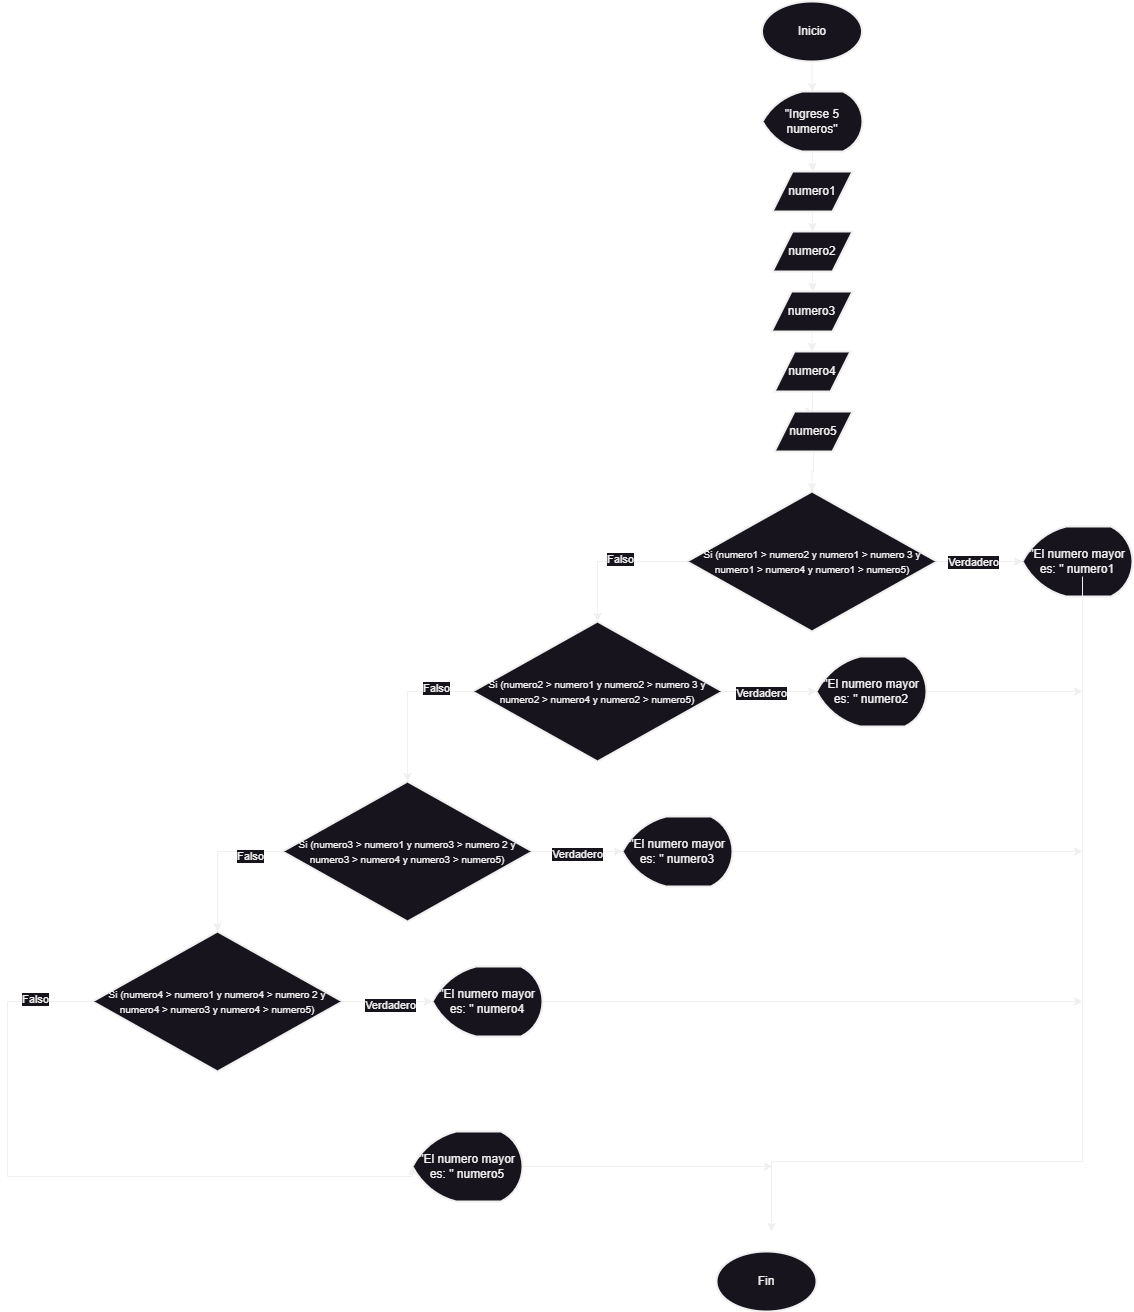 Inicio
"Ingrese 5
numeros"
numero1
numero2
numero3
numero4
numero5
Si (numero1 > numero2 y numero1 > numero 3 y
numero1 > numero4 y numero1 > numero5)
Falso
Verdadero
"El numero mayor
es: " numero1
Si (numero2 > numero1 y numero2 > numero 3 y
numero2 > numero4 y numero2 > numero5)
Falso
Verdadero
"El numero mayor
es: " numero2
Si (numero3 > numero1 y numero3 > numero 2 y
numero3 > numero4 y numero3 > numero5)
Falso
Verdadero
"El numero mayor
es: " numero3
Si (numero4 > numero1 y numero4 > numero 2 y
numero4 > numero3 y numero4 > numero5)
Falso
Verdadero
"El numero mayor
es: " numero4
"El numero mayor
es: " numero5
Fin